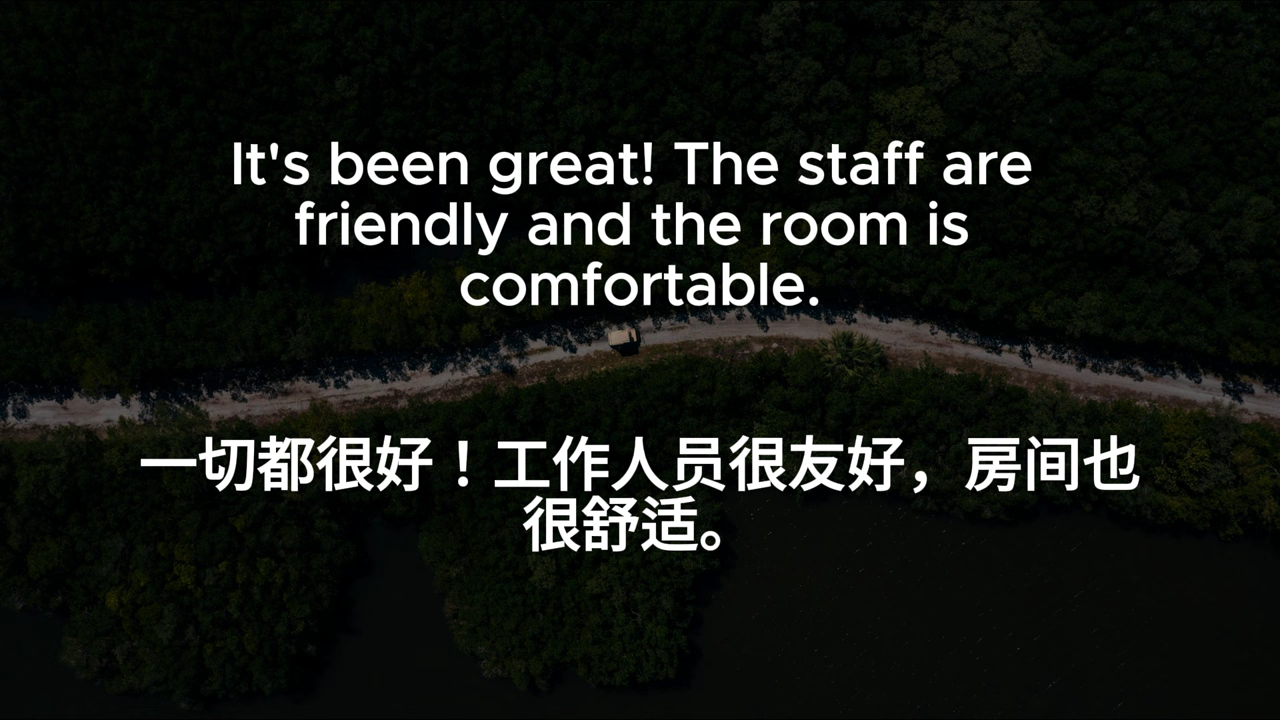 It's been great! The staff are
friendly and the room is
comfortable.
一切都很好！工作人员很友好，房间也
很舒适。